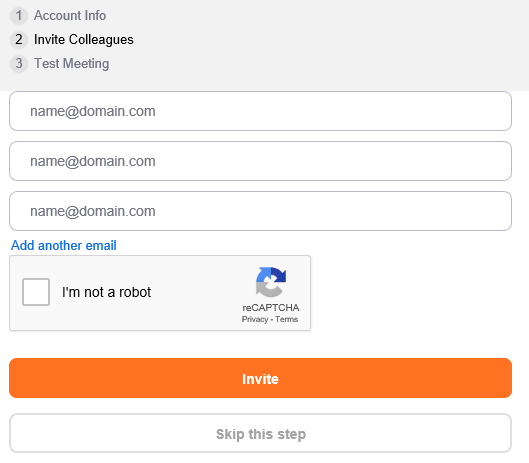 1 Account Info
2 Invite Colleagues
3 Test Meeting
name@domain.com
name@domain.com
name@domain.com
Add another email
I'm not a robot
reCAPTCHA
Privacy - Terms
Invite
Skip this step